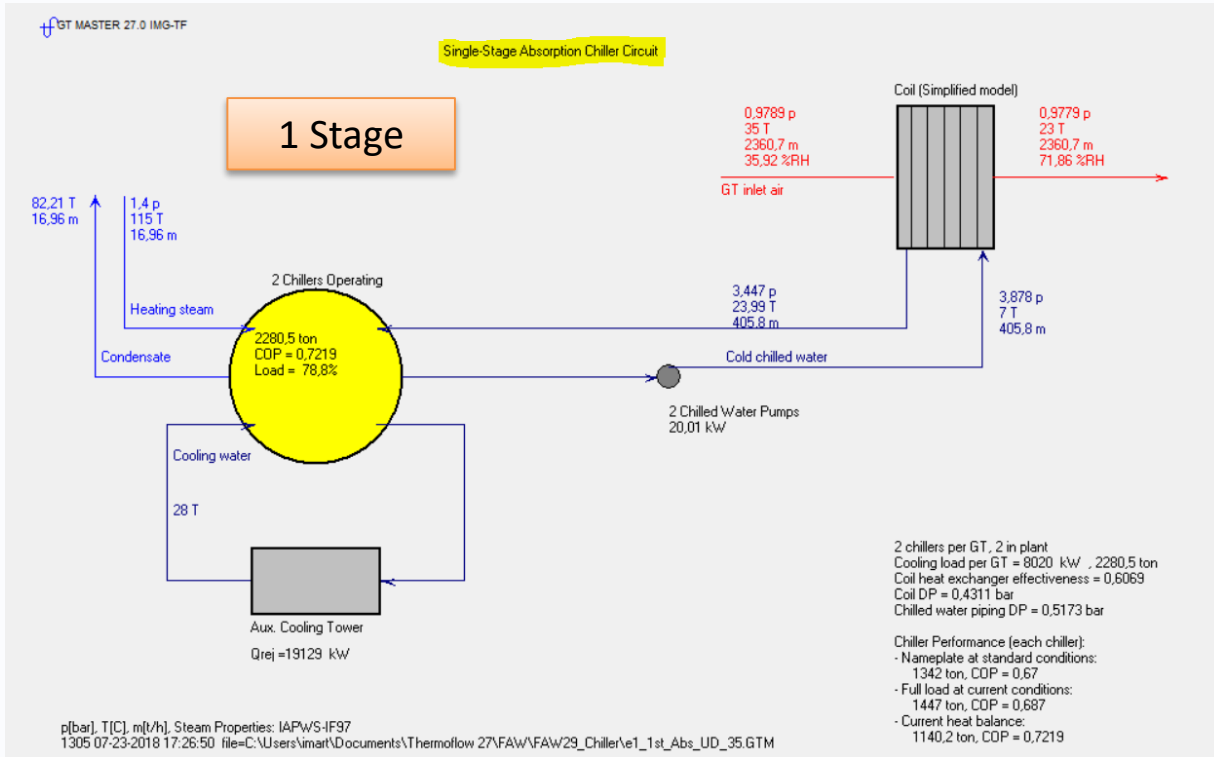 GT MASTER 27.0 IMG-TF
Single-Stage Absorption Chiller Circuit
1 Stage
Coil (Simplified model)
0,9789 p
35 T
2360,7 m
35,92 %RH
GT inlet air
0,9779 p
23 T
2360,7 m
71,86 %RH
82,21 T
16,96 m
1,4 p
115 T
16,96 m
2 Chillers Operating
Heating steam
Condensate
2280,5 ton
COP = 0,7219
Load = 78,8%
3,447 p
23,99 T
405,8 m
3,878 p
7 T
405,8 m
Cold chilled water
2 Chilled Water Pumps
20,01 kW
Cooling water
28 T
Aux. Cooling Tower
Qrej =19129 kW
2 chillers per GT, 2 in plant
Cooling load per GT = 8020 kW , 2280,5 ton
Coil heat exchanger effectiveness = 0,6069
Coil DP = 0,4311 bar
Chilled water piping DP = 0,5173 bar
Chiller Performance (each chiller):
- Nameplate at standard conditions:
1342 ton, COP = 0,67
- Full load at current conditions:
1447 ton, COP = 0,687
- Current heat balance:
1140,2 ton, COP = 0,7219
p[bar], T[C], m[t/h], Steam Properties: IAPWS-IF97
1305 07-23-2018 17:26:50 file=C:\Users\imart\Documents\Thermoflow 27\FAW\FAW29_Chiller\e1_1st_Abs_UD_35.GTM